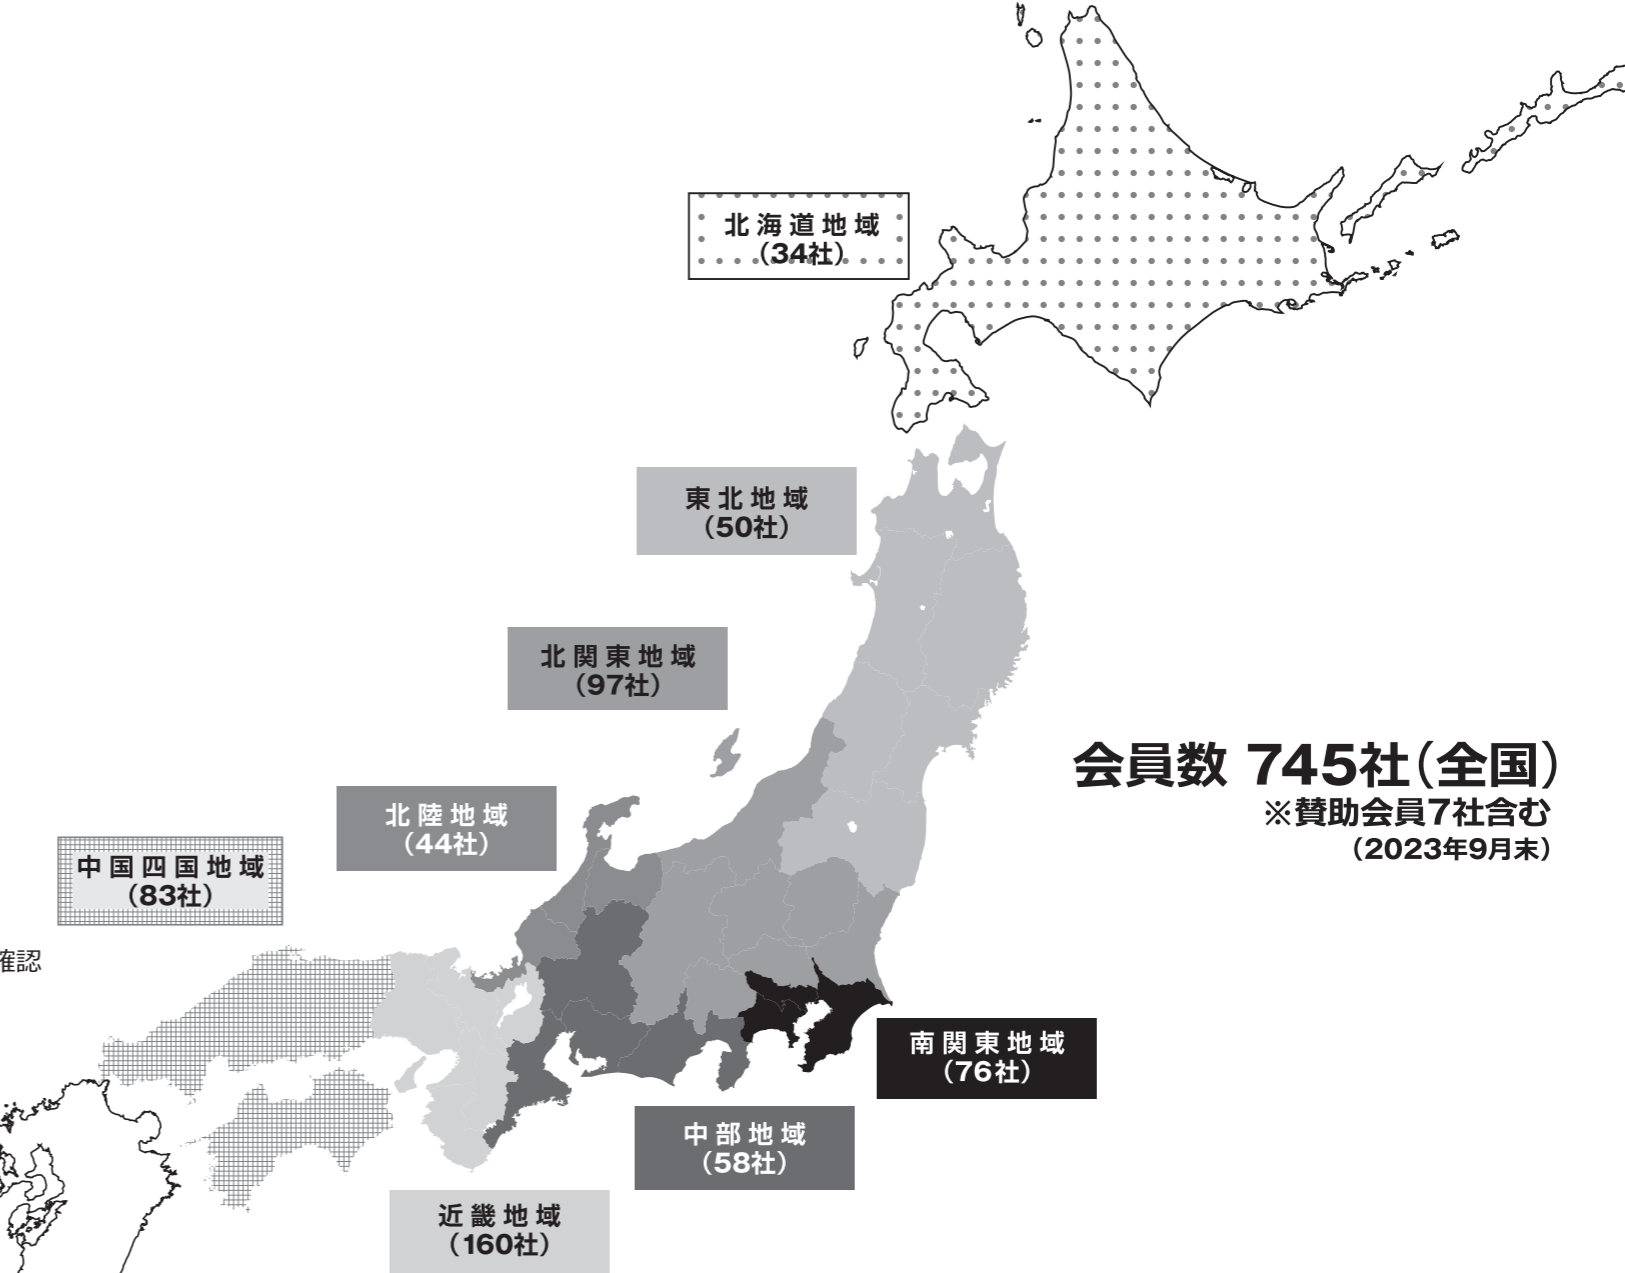 北海道地域
(34社)
東北地域
(50社)
北関東地域
(97社)
会員数 745社(全国)
※賛助会員7社含む
(2023年9月末)
北陸地域
(44社)
中国四国地域
(83社)
確認
南関東地域
(76社)
中部地域
(58社)
近畿地域
(160社)